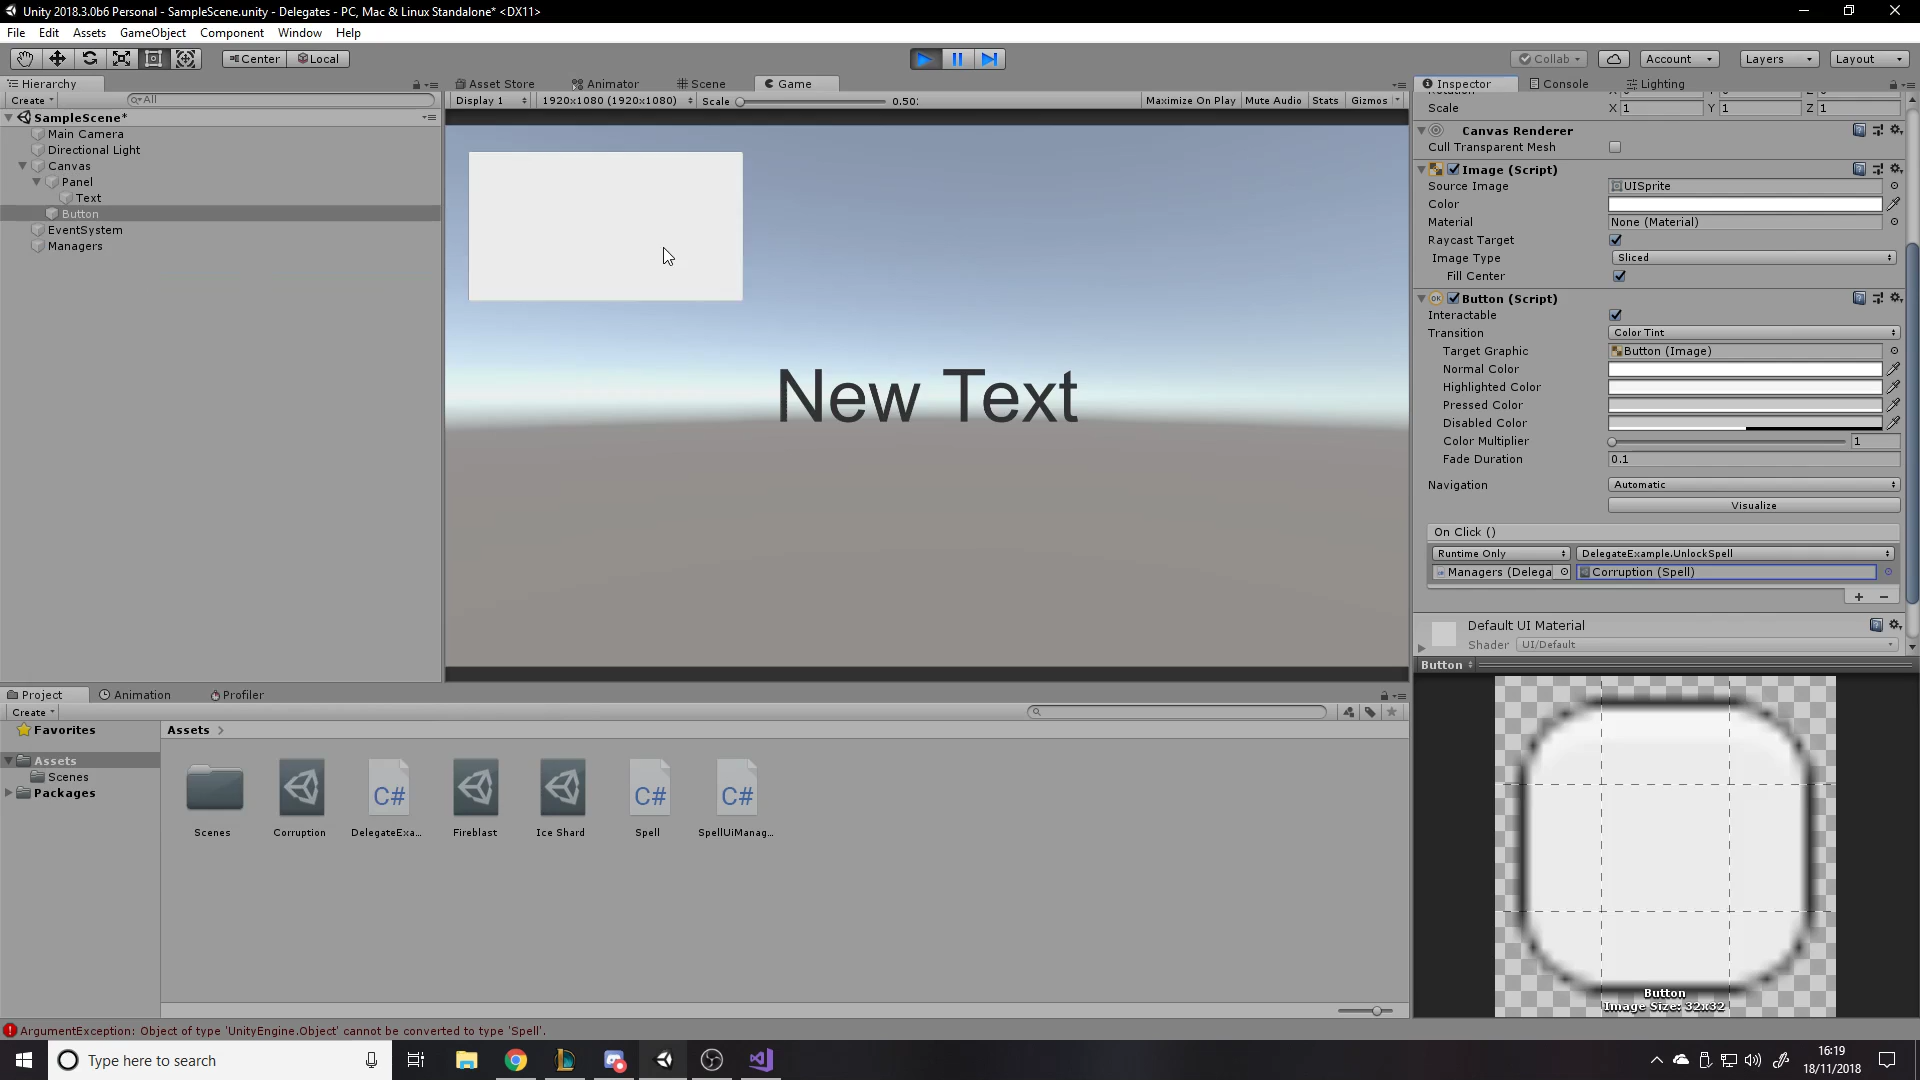 Unity 2018.3.0b6 Personal - SampleScene.unity - Delegates - PC, Mac & Linux Standalone* <DX11>
File Edit Assets GameObject Component Window Help
Center Local Collab Account Layers Layout
Hierarchy
Create All
SampleScene*
Main Camera
Directional Light
Canvas
Panel
Text
Button
EventSystem
Managers
Asset Store Animator Scene Game
Display 1 1920x1080 (1920x1080) Scale 0.50: Maximize On Play Mute Audio Stats Gizmos
New Text
Inspector Console Lighting
Scale X 1 Y 1 Z 1
Canvas Renderer
Cull Transparent Mesh
Image (Script)
Source Image UISprite
Color
Material None (Material)
Raycast Target
Image Type Sliced
Fill Center
OK Button (Script)
Interactable
Transition Color Tint
Target Graphic Button (Image)
Normal Color
Highlighted Color
Pressed Color
Disabled Color
Color Multiplier 1
Fade Duration 0.1
Navigation Automatic
Visualize
On Click ()
Runtime Only DelegateExample.UnlockSpell
Managers (Delega Corruption (Spell)
+ −
Default UI Material
Shader UI/Default
Button
Button
Image Size: 32x32
Project Animation Profiler
Create
Favorites
Assets
Scenes
Packages
Assets
C# C# C#
Scenes Corruption DelegateExa... Fireblast Ice Shard Spell SpellUiManag...
ArgumentException: Object of type 'UnityEngine.Object' cannot be converted to type 'Spell'.
Type here to search
16:19
18/11/2018